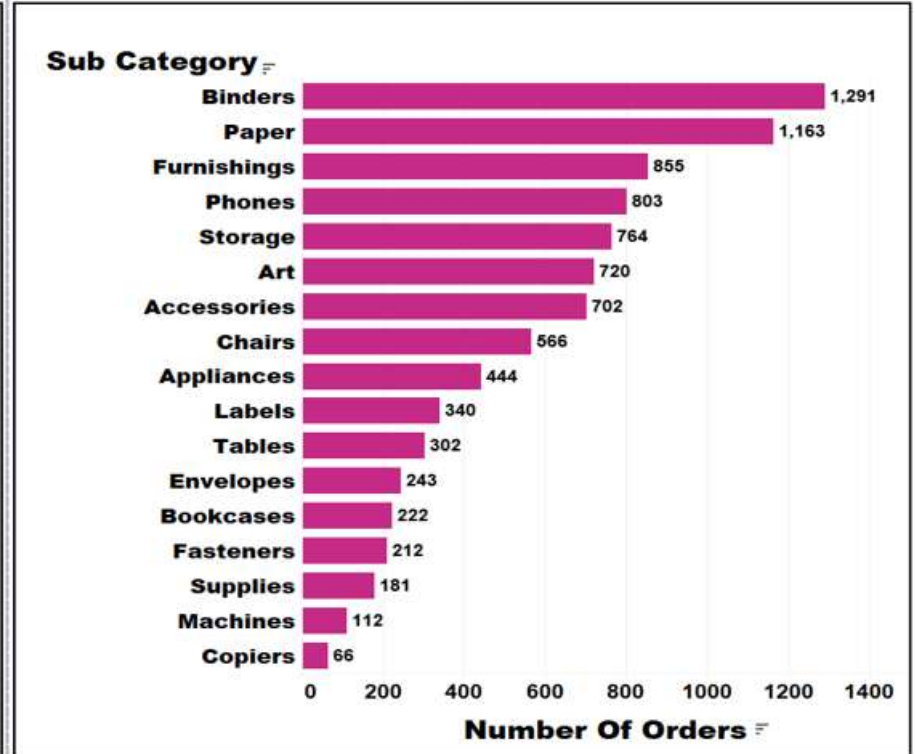 Sub Category
Binders 1,291
Paper 1,163
Furnishings 855
Phones 803
Storage 764
Art 720
Accessories 702
Chairs 566
Appliances 444
Labels 340
Tables 302
Envelopes 243
Bookcases 222
Fasteners 212
Supplies 181
Machines 112
Copiers 66
0 200 400 600 800 1000 1200 1400
Number Of Orders